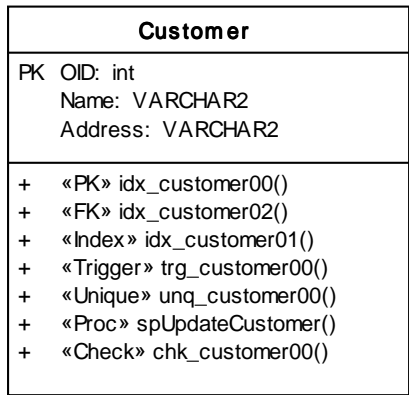 Customer
PK OID: int
Name: VARCHAR2
Address: VARCHAR2
+ «PK» idx_customer00()
+ «FK» idx_customer02()
+ «Index» idx_customer01()
+ «Trigger» trg_customer00()
+ «Unique» unq_customer00()
+ «Proc» spUpdateCustomer()
+ «Check» chk_customer00()